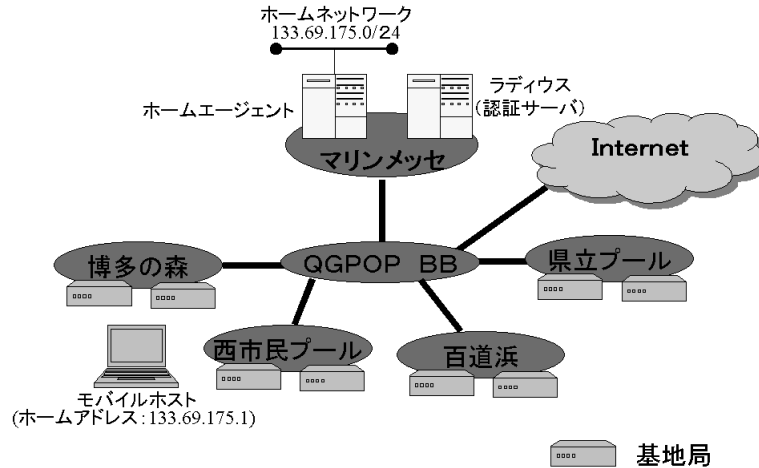 ホームネットワーク
133.69.175.0/24
ホームエージェント
ラディウス
(認証サーバ)
マリンメッセ
Internet
博多の森
QGPOP BB
県立プール
西市民プール
百道浜
モバイルホスト
(ホームアドレス:133.69.175.1)
基地局